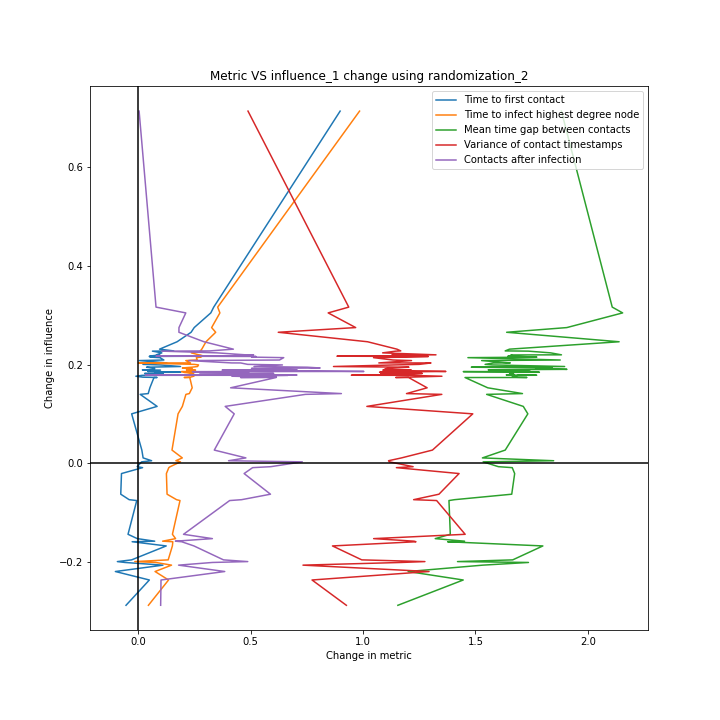 Metric VS influence_1 change using randomization_2
Time to first contact
Time to infect highest degree node
Mean time gap between contacts
Variance of contact timestamps
Contacts after infection
Change in influence
0.6
0.4
0.2
0.0
−0.2
0.0 0.5 1.0 1.5 2.0
Change in metric